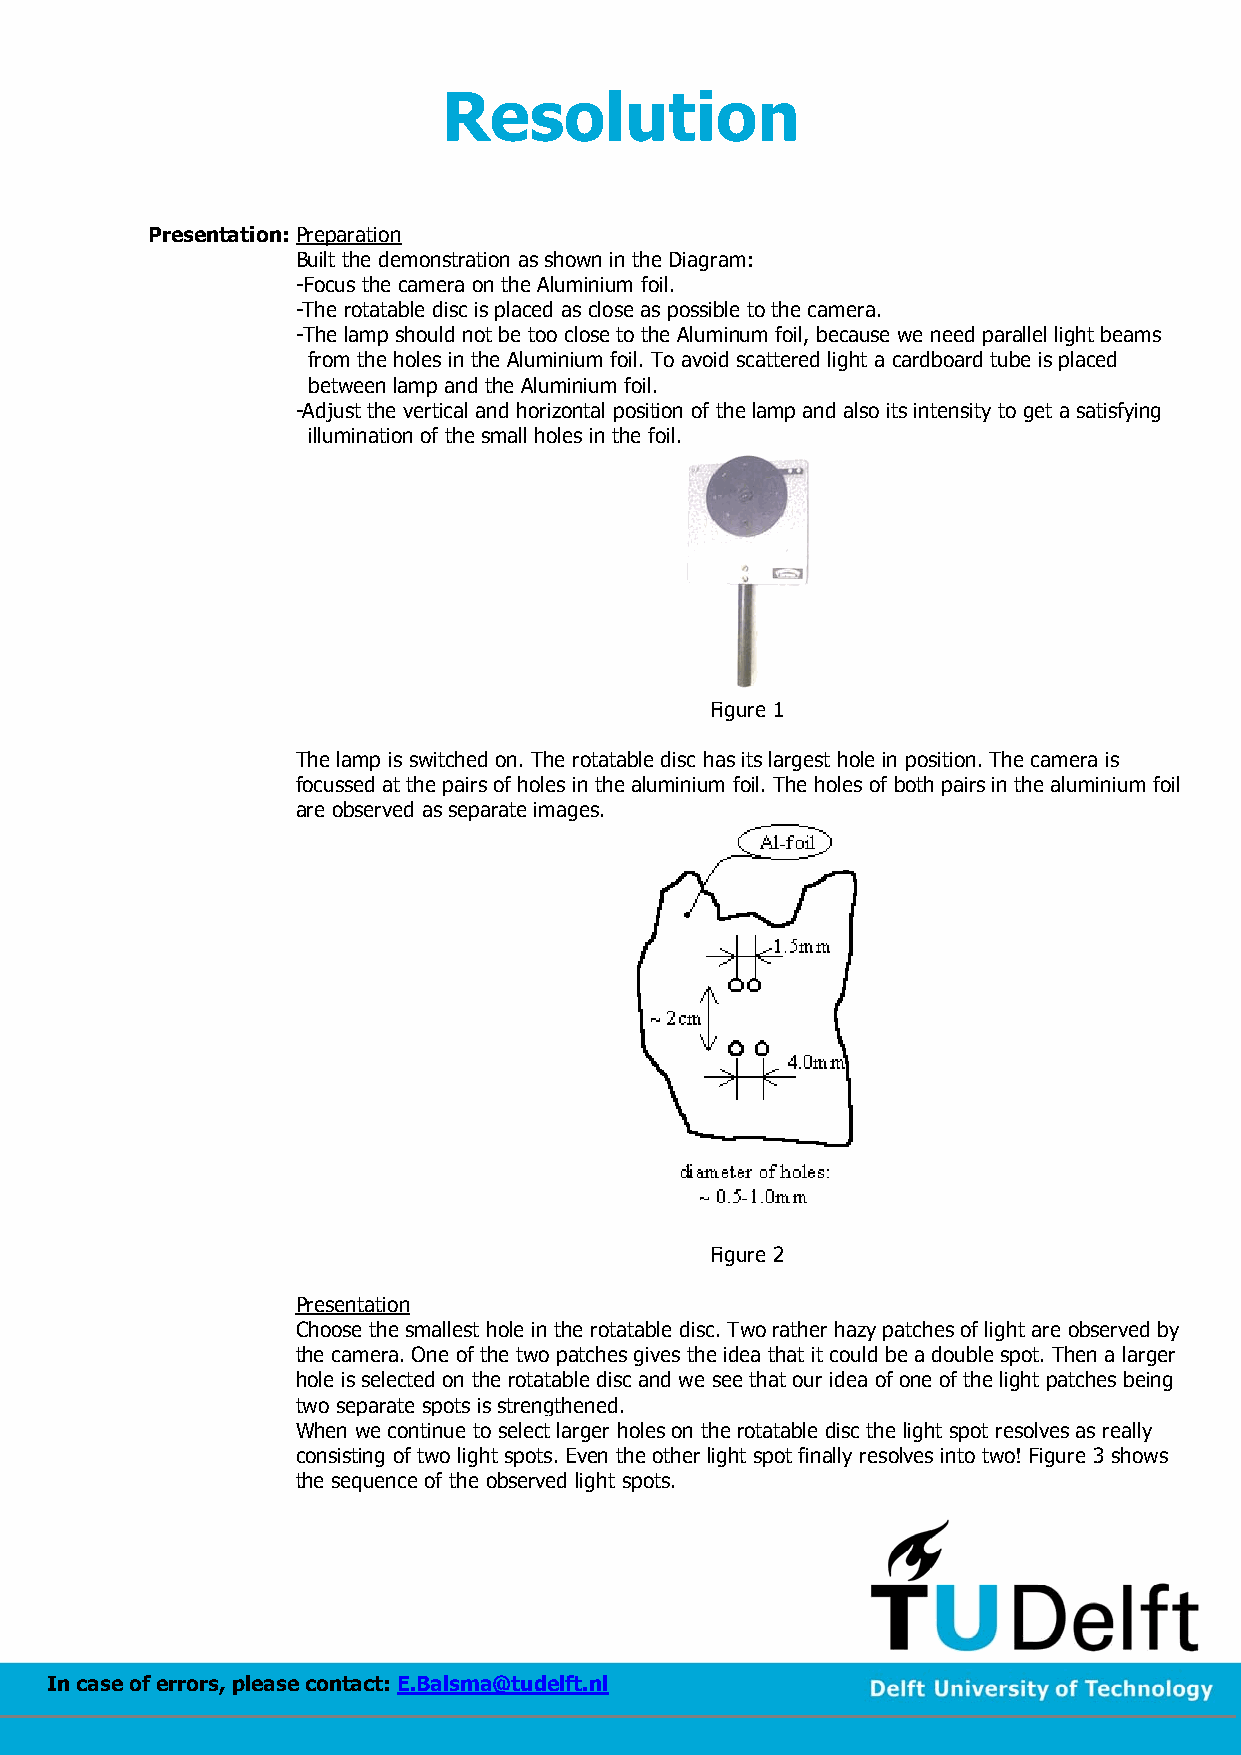 Resolution
Presentation: Preparation
Built the demonstration as shown in the Diagram:
-Focus the camera on the Aluminium foil.
-The rotatable disc is placed as close as possible to the camera.
-The lamp should not be too close to the Aluminum foil, because we need parallel light beams
from the holes in the Aluminium foil. To avoid scattered light a cardboard tube is placed
between lamp and the Aluminium foil.
-Adjust the vertical and horizontal position of the lamp and also its intensity to get a satisfying
illumination of the small holes in the foil.
Figure 1
The lamp is switched on. The rotatable disc has its largest hole in position. The camera is
focussed at the pairs of holes in the aluminium foil. The holes of both pairs in the aluminium foil
are observed as separate images.
Al-foil
1.5mm
~ 2cm
4.0mm
diameter of holes:
~ 0.5-1.0mm
Figure 2
Presentation
Choose the smallest hole in the rotatable disc. Two rather hazy patches of light are observed by
the camera. One of the two patches gives the idea that it could be a double spot. Then a larger
hole is selected on the rotatable disc and we see that our idea of one of the light patches being
two separate spots is strengthened.
When we continue to select larger holes on the rotatable disc the light spot resolves as really
consisting of two light spots. Even the other light spot finally resolves into two! Figure 3 shows
the sequence of the observed light spots.
TUDelft
In case of errors, please contact: E.Balsma@tudelft.nl
Delft University of Technology